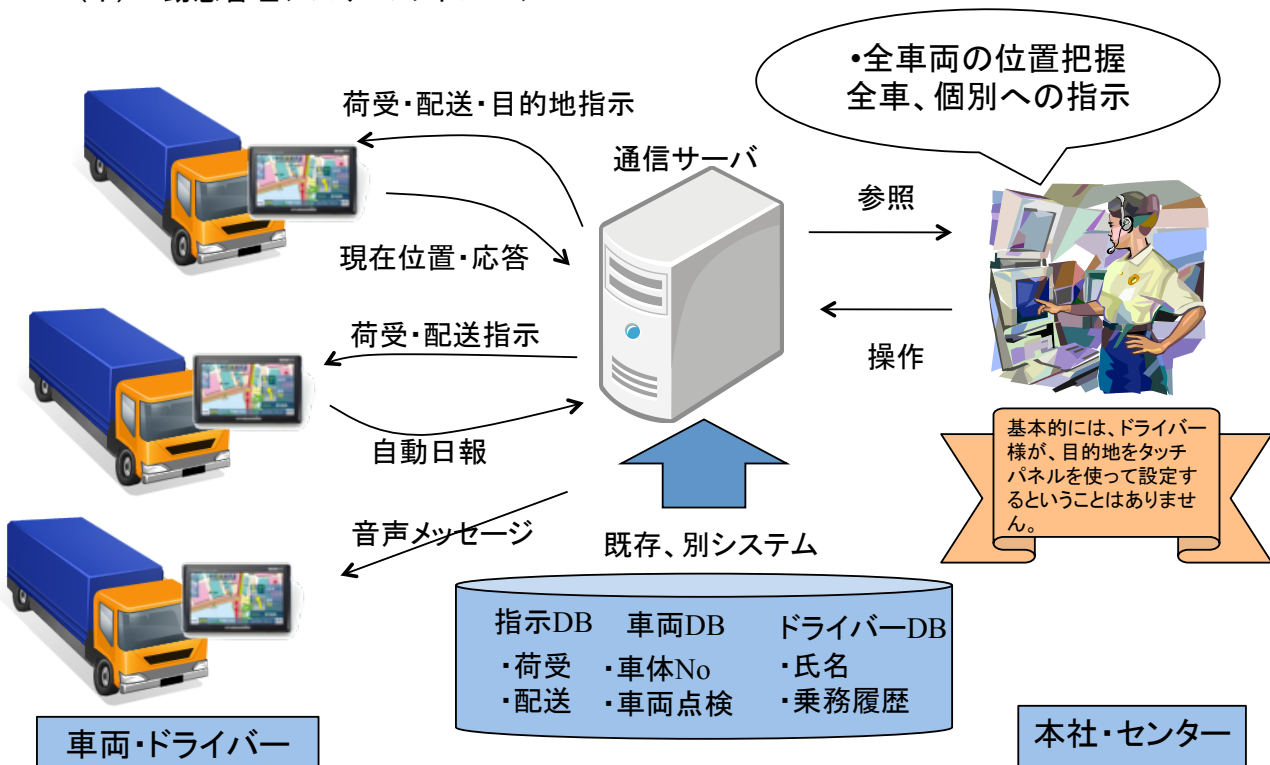 •全車両の位置把握
全車、個別への指示
荷受・配送・目的地指示
通信サーバ
参照
現在位置・応答
荷受・配送指示
操作
自動日報
基本的には、ドライバー
様が、目的地をタッチ
パネルを使って設定す
るということはありませ
ん。
音声メッセージ
既存、別システム
指示DB
・荷受
・配送
車両DB
・車体No
・車両点検
ドライバーDB
・氏名
・乗務履歴
車両・ドライバー
本社・センター